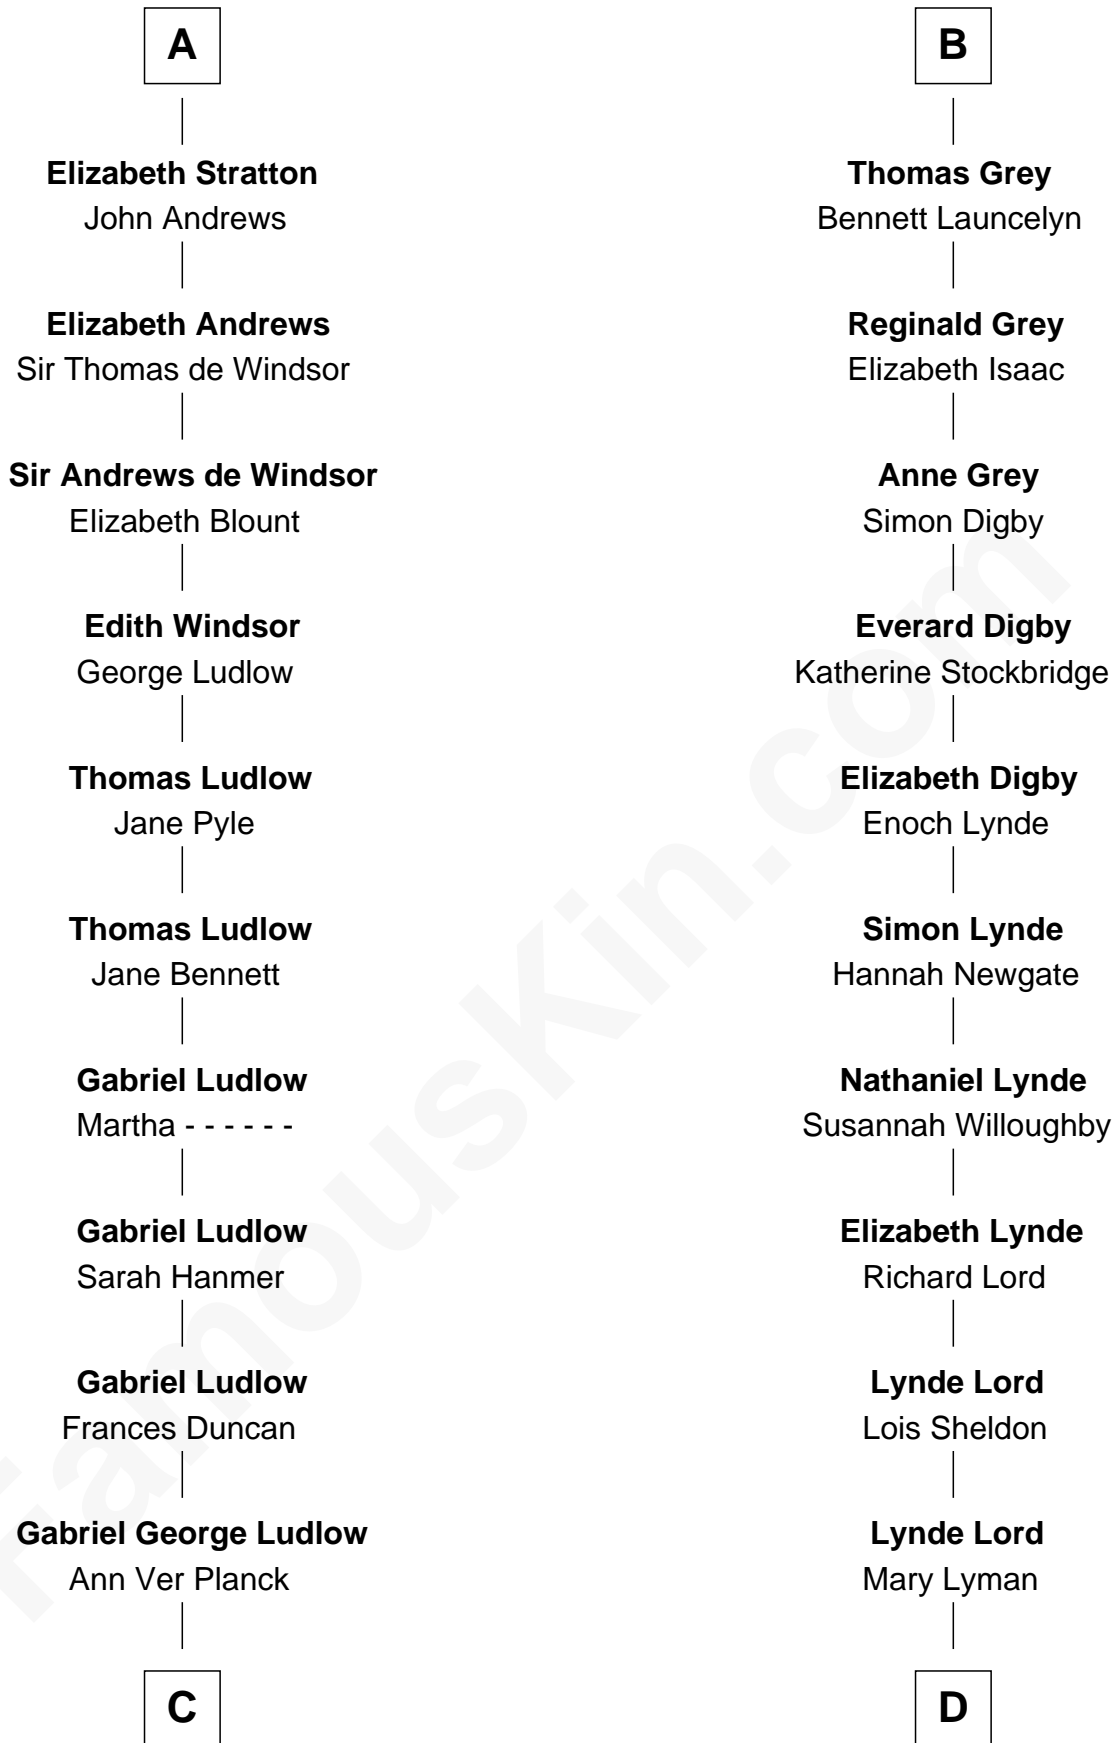 A
Elizabeth Stratton
John Andrews
Elizabeth Andrews
Sir Thomas de Windsor
Sir Andrews de Windsor
Elizabeth Blount
Edith Windsor
George Ludlow
Thomas Ludlow
Jane Pyle
Thomas Ludlow
Jane Bennett
Gabriel Ludlow
Martha - - - - - -
Gabriel Ludlow
Sarah Hanmer
Gabriel Ludlow
Frances Duncan
Gabriel George Ludlow
Ann Ver Planck
C
B
Thomas Grey
Bennett Launcelyn
Reginald Grey
Elizabeth Isaac
Anne Grey
Simon Digby
Everard Digby
Katherine Stockbridge
Elizabeth Digby
Enoch Lynde
Simon Lynde
Hannah Newgate
Nathaniel Lynde
Susannah Willoughby
Elizabeth Lynde
Richard Lord
Lynde Lord
Lois Sheldon
Lynde Lord
Mary Lyman
D
FamousKin.com